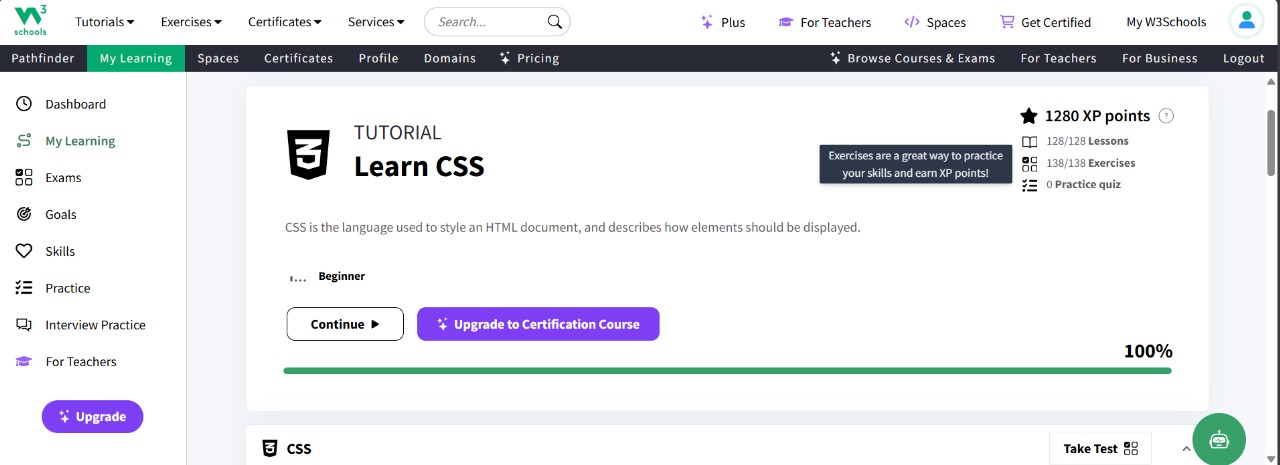 W3
schools
Tutorials Exercises Certificates Services Search... Plus For Teachers Spaces Get Certified My W3Schools
Pathfinder My Learning Spaces Certificates Profile Domains Pricing Browse Courses & Exams For Teachers For Business Logout
Dashboard
My Learning
Exams
Goals
Skills
Practice
Interview Practice
For Teachers
Upgrade
TUTORIAL
Learn CSS
1280 XP points ?
128/128 Lessons
138/138 Exercises
0 Practice quiz
Exercises are a great way to practice
your skills and earn XP points!
CSS is the language used to style an HTML document, and describes how elements should be displayed.
Beginner
Continue Upgrade to Certification Course
100%
CSS Take Test